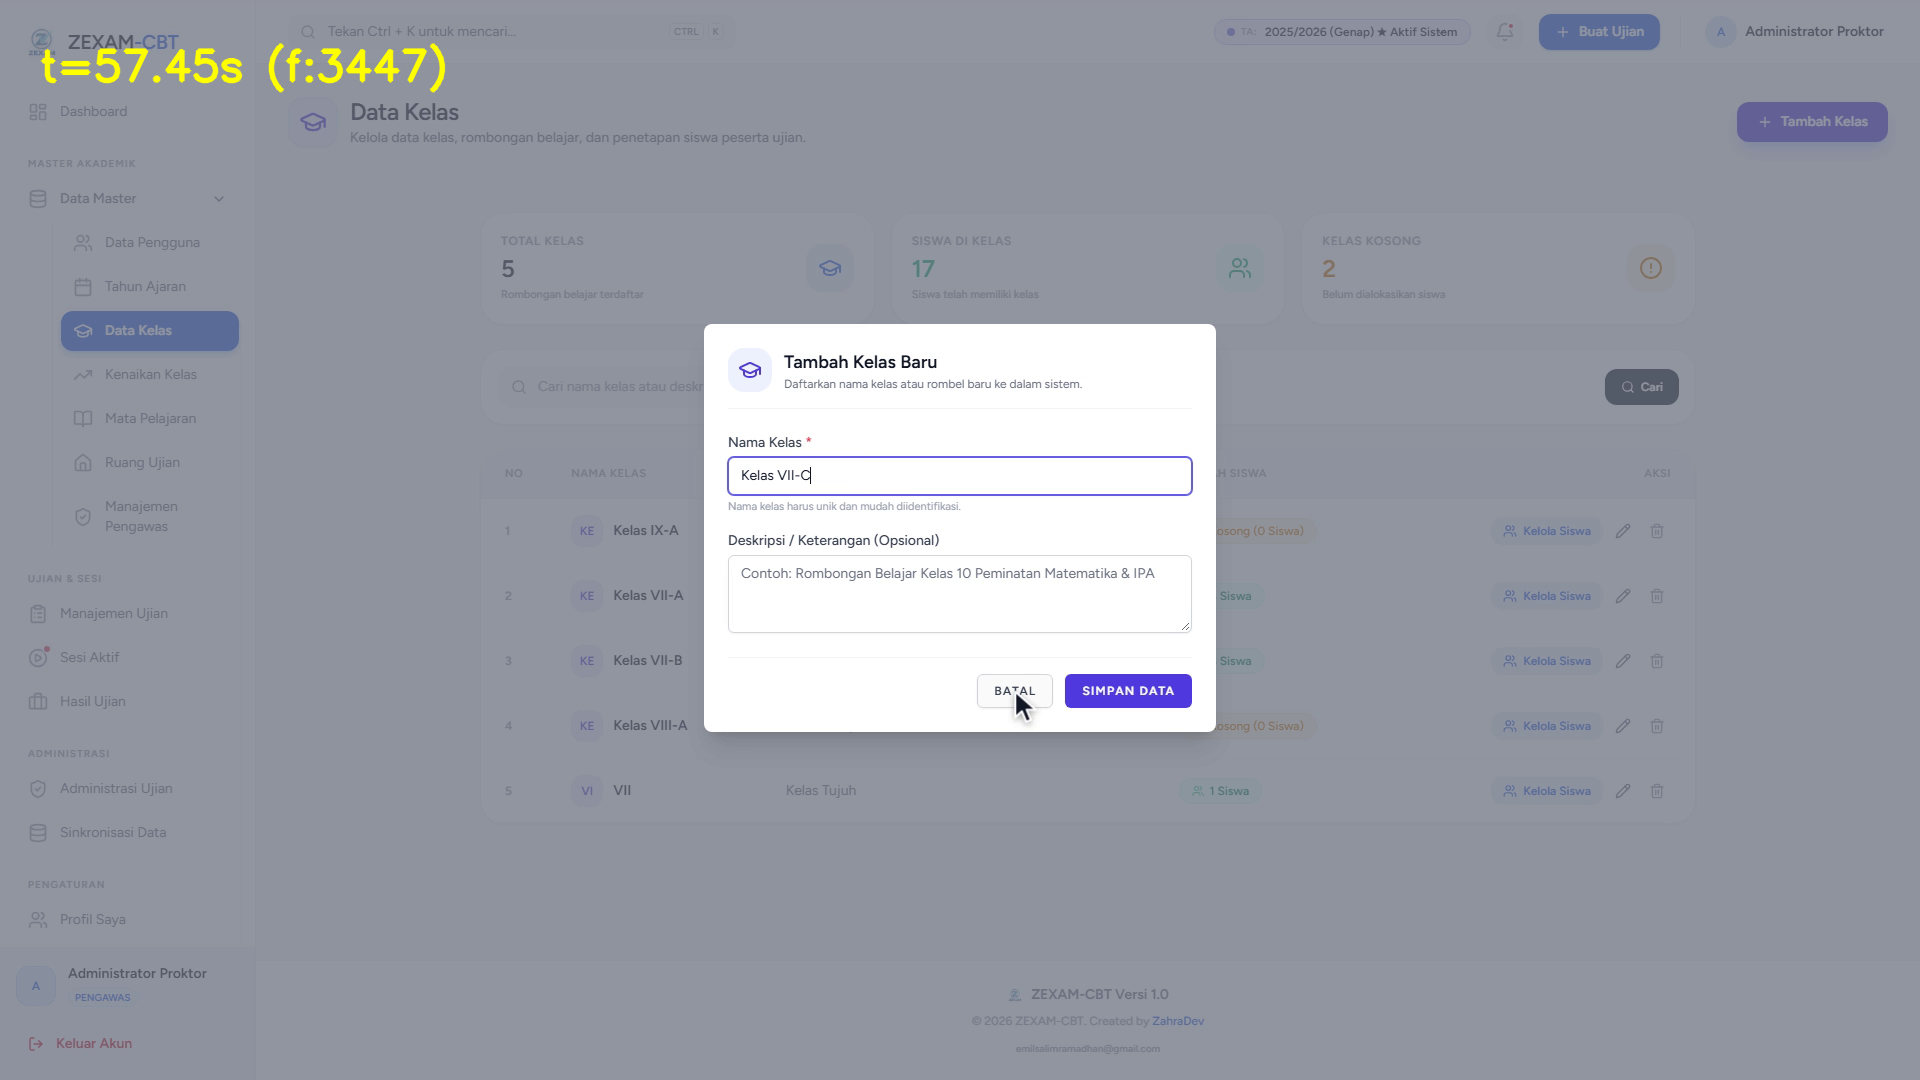 ZEXAM-CBT
Tekan Ctrl + K untuk mencari...
CTRL K
TA: 2025/2026 (Genap) ★ Aktif Sistem
+ Buat Ujian
A Administrator Proktor
t=57.45s (f:3447)
Dashboard
MASTER AKADEMIK
Data Master
Data Pengguna
Tahun Ajaran
Data Kelas
Kenaikan Kelas
Mata Pelajaran
Ruang Ujian
Manajemen
Pengawas
UJIAN & SESI
Manajemen Ujian
Sesi Aktif
Hasil Ujian
ADMINISTRASI
Administrasi Ujian
Sinkronisasi Data
PENGATURAN
Profil Saya
A Administrator Proktor
PENGAWAS
Keluar Akun
Data Kelas
Kelola data kelas, rombongan belajar, dan penetapan siswa peserta ujian.
+ Tambah Kelas
TOTAL KELAS
5
Rombongan belajar terdaftar
SISWA DI KELAS
17
Siswa telah memiliki kelas
KELAS KOSONG
2
Belum dialokasikan siswa
Cari nama kelas atau deskr
Cari
NO NAMA KELAS SISWA AKSI
1 KE Kelas IX-A (0 Siswa) Kelola Siswa
2 KE Kelas VII-A Siswa Kelola Siswa
3 KE Kelas VII-B Siswa Kelola Siswa
4 KE Kelas VIII-A (0 Siswa) Kelola Siswa
5 VI VII Kelas Tujuh 1 Siswa Kelola Siswa
Tambah Kelas Baru
Daftarkan nama kelas atau rombel baru ke dalam sistem.
Nama Kelas *
Kelas VII-C
Nama kelas harus unik dan mudah diidentifikasi.
Deskripsi / Keterangan (Opsional)
Contoh: Rombongan Belajar Kelas 10 Peminatan Matematika & IPA
BATAL
SIMPAN DATA
ZEXAM-CBT Versi 1.0
© 2026 ZEXAM-CBT. Created by ZahraDev
emilsalimramadhan@gmail.com